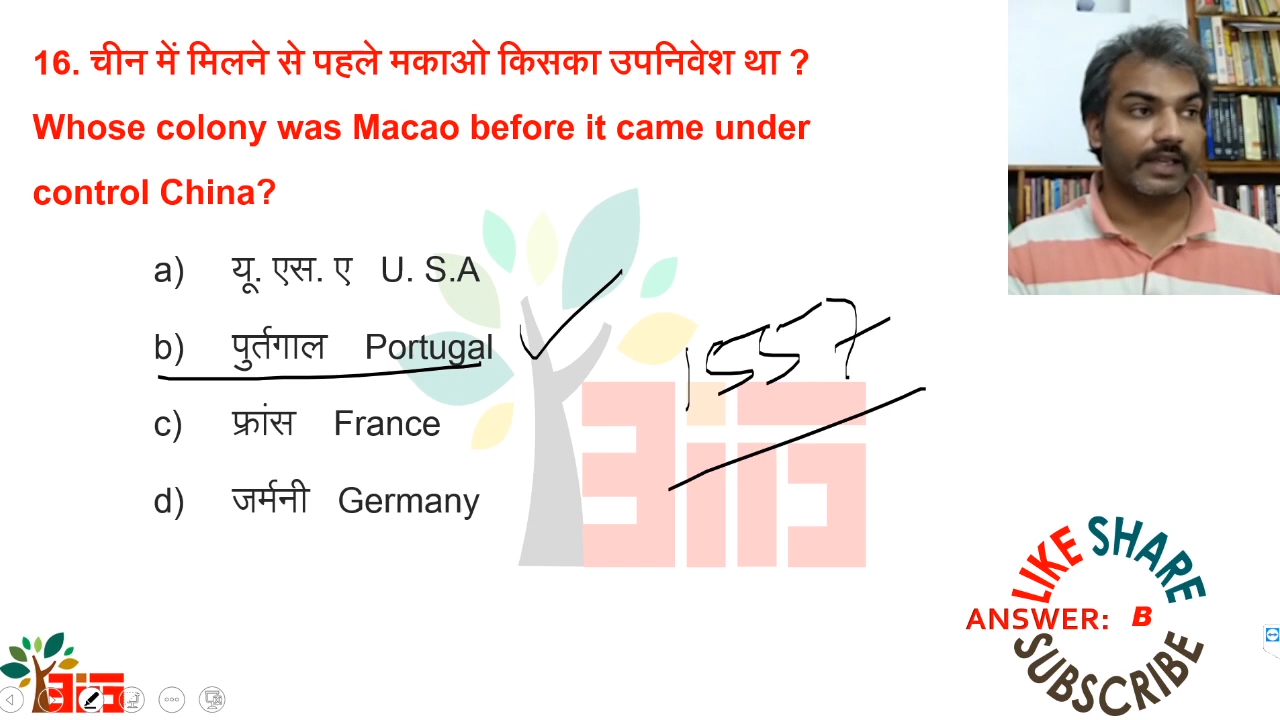 16. चीन में मिलने से पहले मकाओ किसका उपनिवेश था ?
Whose colony was Macao before it came under
control China?
a) यू. एस. ए U. S.A
b) पुर्तगाल Portugal
c) फ्रांस France
d) जर्मनी Germany
1557
LIKE SHARE
ANSWER: B
SUBSCRIBE